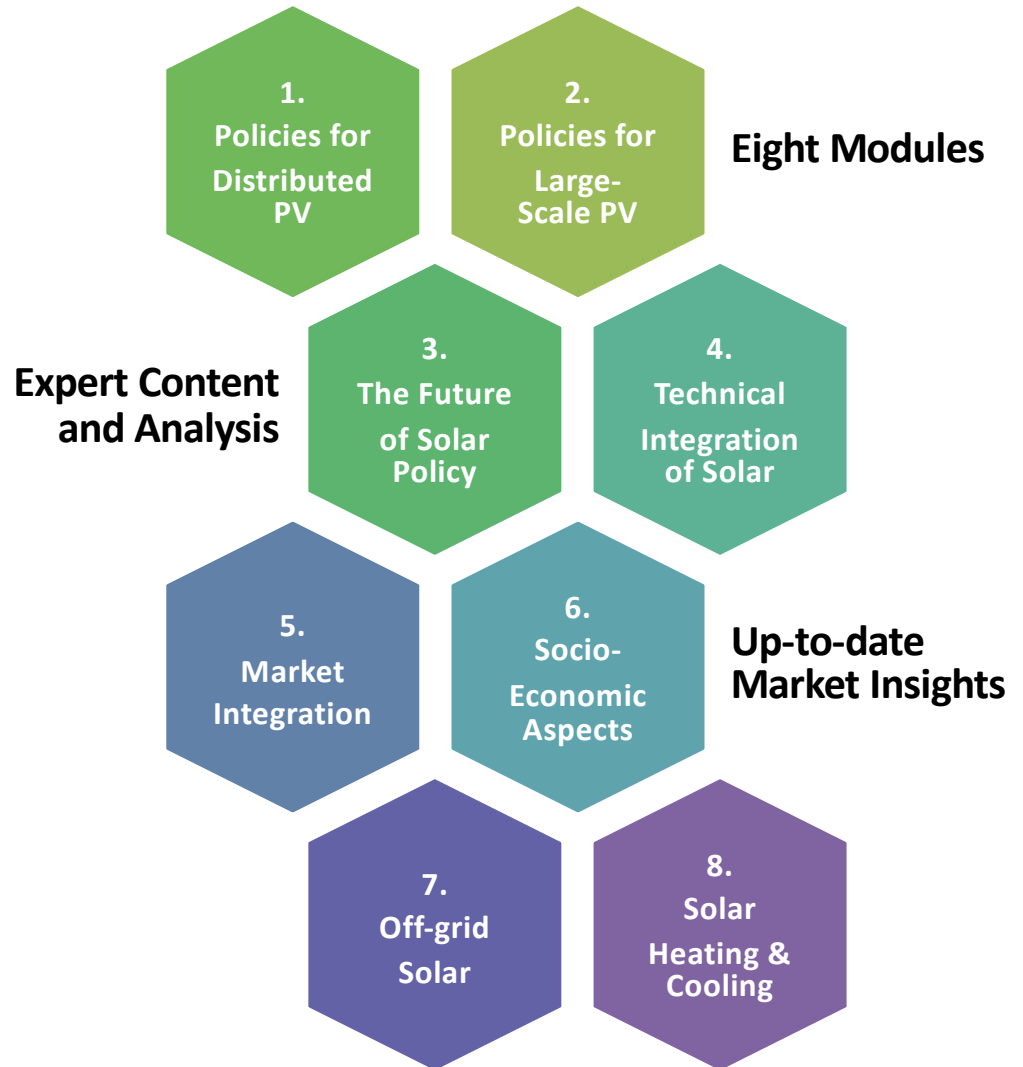 1.
Policies for
Distributed
PV
2.
Policies for
Large-
Scale PV
Eight Modules
Expert Content
and Analysis
3.
The Future
of Solar
Policy
4.
Technical
Integration
of Solar
5.
Market
Integration
6.
Socio-
Economic
Aspects
Up-to-date
Market Insights
7.
Off-grid
Solar
8.
Solar
Heating &
Cooling